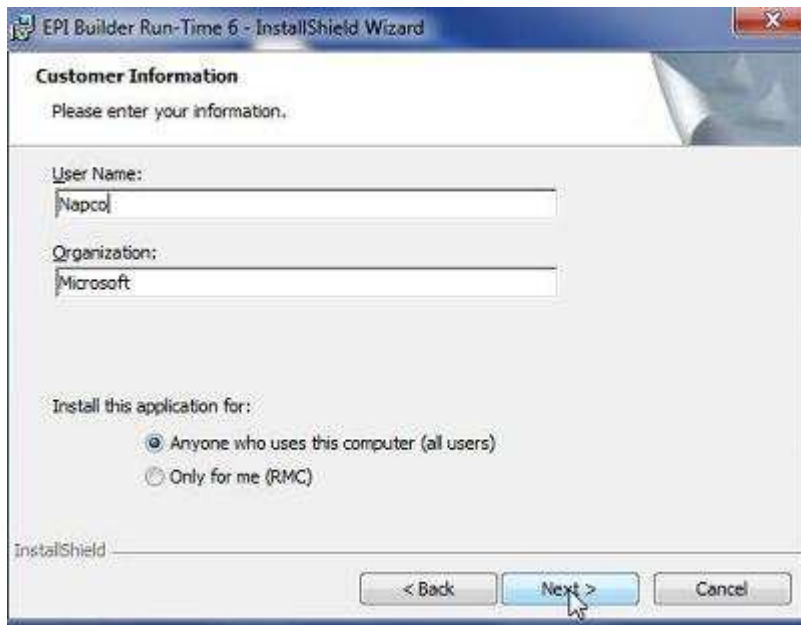 EPI Builder Run-Time 6 - InstallShield Wizard
Customer Information
Please enter your information.
User Name:
Napco
Organization:
Microsoft
Install this application for:
Anyone who uses this computer (all users)
Only for me (RMC)
InstallShield
< Back
Next >
Cancel